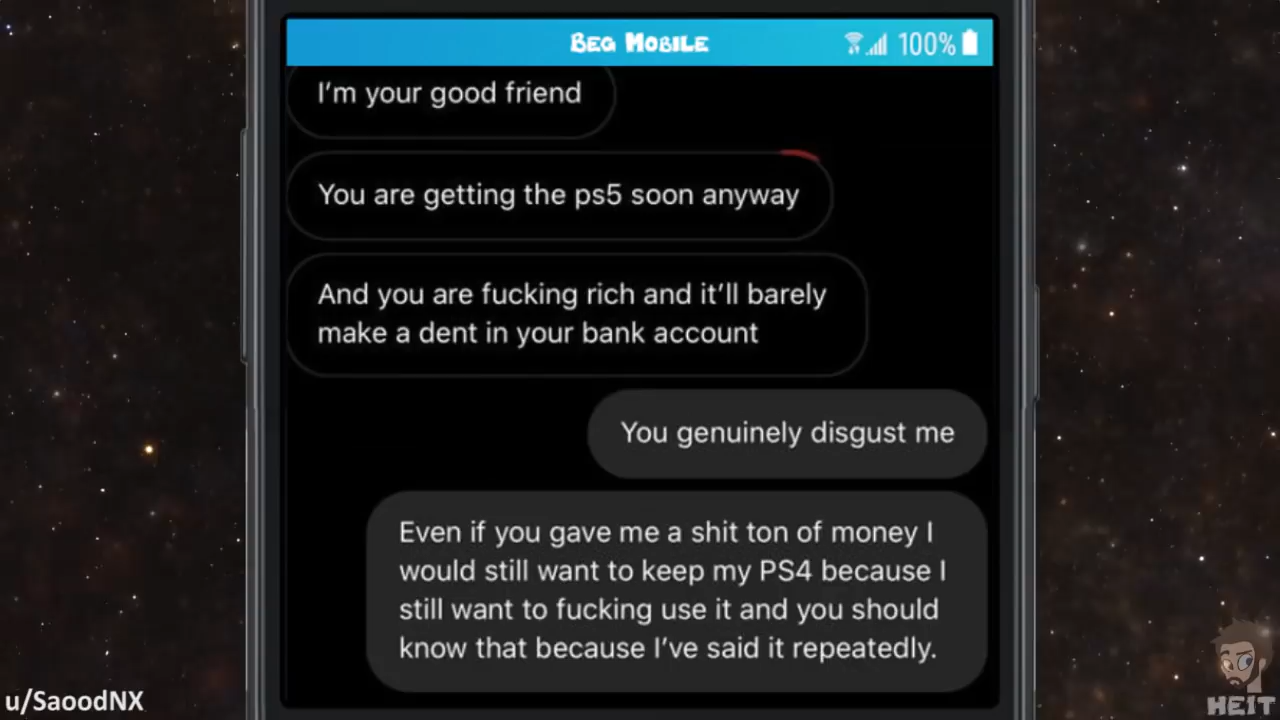 BEG MOBILE
100%
I’m your good friend
You are getting the ps5 soon anyway
And you are fucking rich and it’ll barely
make a dent in your bank account
You genuinely disgust me
Even if you gave me a shit ton of money I
would still want to keep my PS4 because I
still want to fucking use it and you should
know that because I’ve said it repeatedly.
u/SaoodNX
HEIT